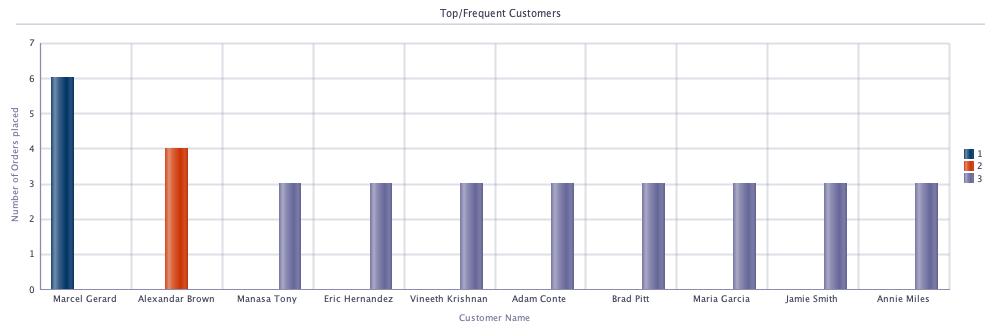 Top/Frequent Customers
Number of Orders placed
7
6
5
4
3
2
1
0
1
2
3
Marcel Gerard
Alexandar Brown
Manasa Tony
Eric Hernandez
Vineeth Krishnan
Adam Conte
Brad Pitt
Maria Garcia
Jamie Smith
Annie Miles
Customer Name